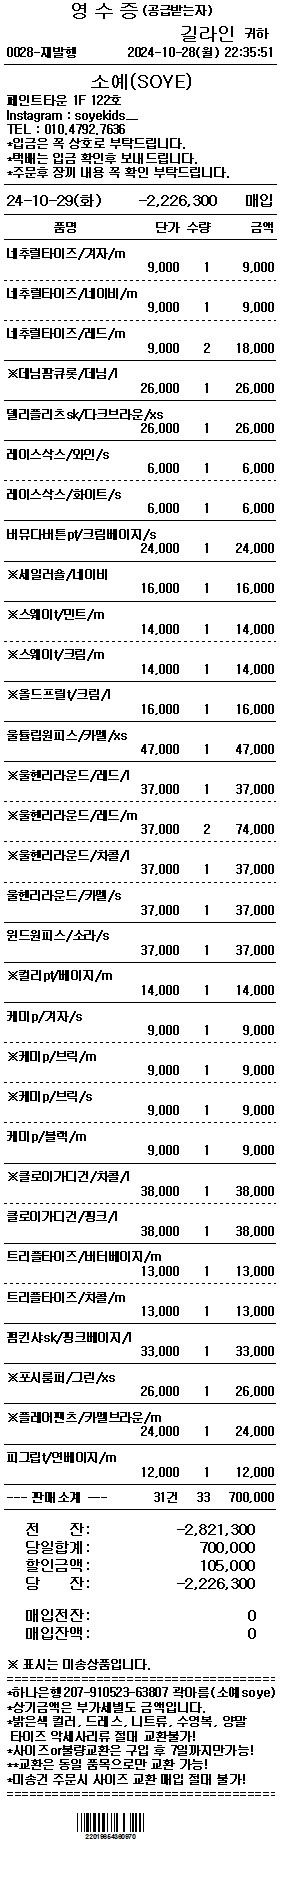 영 수 증 (공급받는자)
길라인 귀하
0028-재발행 2024-10-28(월) 22:35:51
소예(SOYE)
페인트타운 1F 122호
Instagram : soyekids__
TEL : 010.4792.7636
*입금은 꼭 상호로 부탁드립니다.
*택배는 입금 확인후 보내드립니다.
*주문후 장끼 내용 꼭 확인 부탁드립니다.
24-10-29(화) -2,226,300 매입
품명 단가 수량 금액
네추럴타이즈/겨자/m
9,000 1 9,000
네추럴타이즈/네이비/m
9,000 1 9,000
네추럴타이즈/레드/m
9,000 2 18,000
※데님팜큐롯/데님/l
26,000 1 26,000
델리플리츠sk/다크브라운/xs
26,000 1 26,000
레이스삭스/와인/s
6,000 1 6,000
레이스삭스/화이트/s
6,000 1 6,000
버뮤다버튼pt/크림베이지/s
24,000 1 24,000
※세일러숄/네이비
16,000 1 16,000
※스웨이t/민트/m
14,000 1 14,000
※스웨이t/크림/m
14,000 1 14,000
※올드프릴t/크림/l
16,000 1 16,000
울튤립원피스/카멜/xs
47,000 1 47,000
※울헨리라운드/레드/l
37,000 1 37,000
※울헨리라운드/레드/m
37,000 2 74,000
※울헨리라운드/차콜/l
37,000 1 37,000
울헨리라운드/카멜/s
37,000 1 37,000
윈드원피스/소라/s
37,000 1 37,000
※컬리pt/베이지/m
14,000 1 14,000
케미p/겨자/s
9,000 1 9,000
※케미p/브릭/m
9,000 1 9,000
※케미p/브릭/s
9,000 1 9,000
케미p/블랙/m
9,000 1 9,000
※클로이가디건/차콜/l
38,000 1 38,000
클로이가디건/핑크/l
38,000 1 38,000
트리플타이즈/버터베이지/m
13,000 1 13,000
트리플타이즈/차콜/m
13,000 1 13,000
펌킨샤sk/핑크베이지/l
33,000 1 33,000
※포시룸퍼/그린/xs
26,000 1 26,000
※플레어팬츠/카멜브라운/m
24,000 1 24,000
피그립t/연베이지/m
12,000 1 12,000
--- 판매 소계 --- 31건 33 700,000
전 잔: -2,821,300
당일합계: 700,000
할인금액: 105,000
당 잔: -2,226,300
매입전잔: 0
매입잔액: 0
※ 표시는 미송상품입니다.
*하나은행 207-910523-63807 곽아름(소예soye)
*상기금액은 부가세별도 금액입니다.
*밝은색 컬러, 드레스, 니트류, 수영복, 양말
타이즈 악세사리류 절대 교환불가!
*사이즈or불량교환은 구입 후 7일까지만가능!
**교환은 동일 품목으로만 교환 가능!
*미송건 주문시 사이즈 교환 매입 절대 불가!
22019854380970